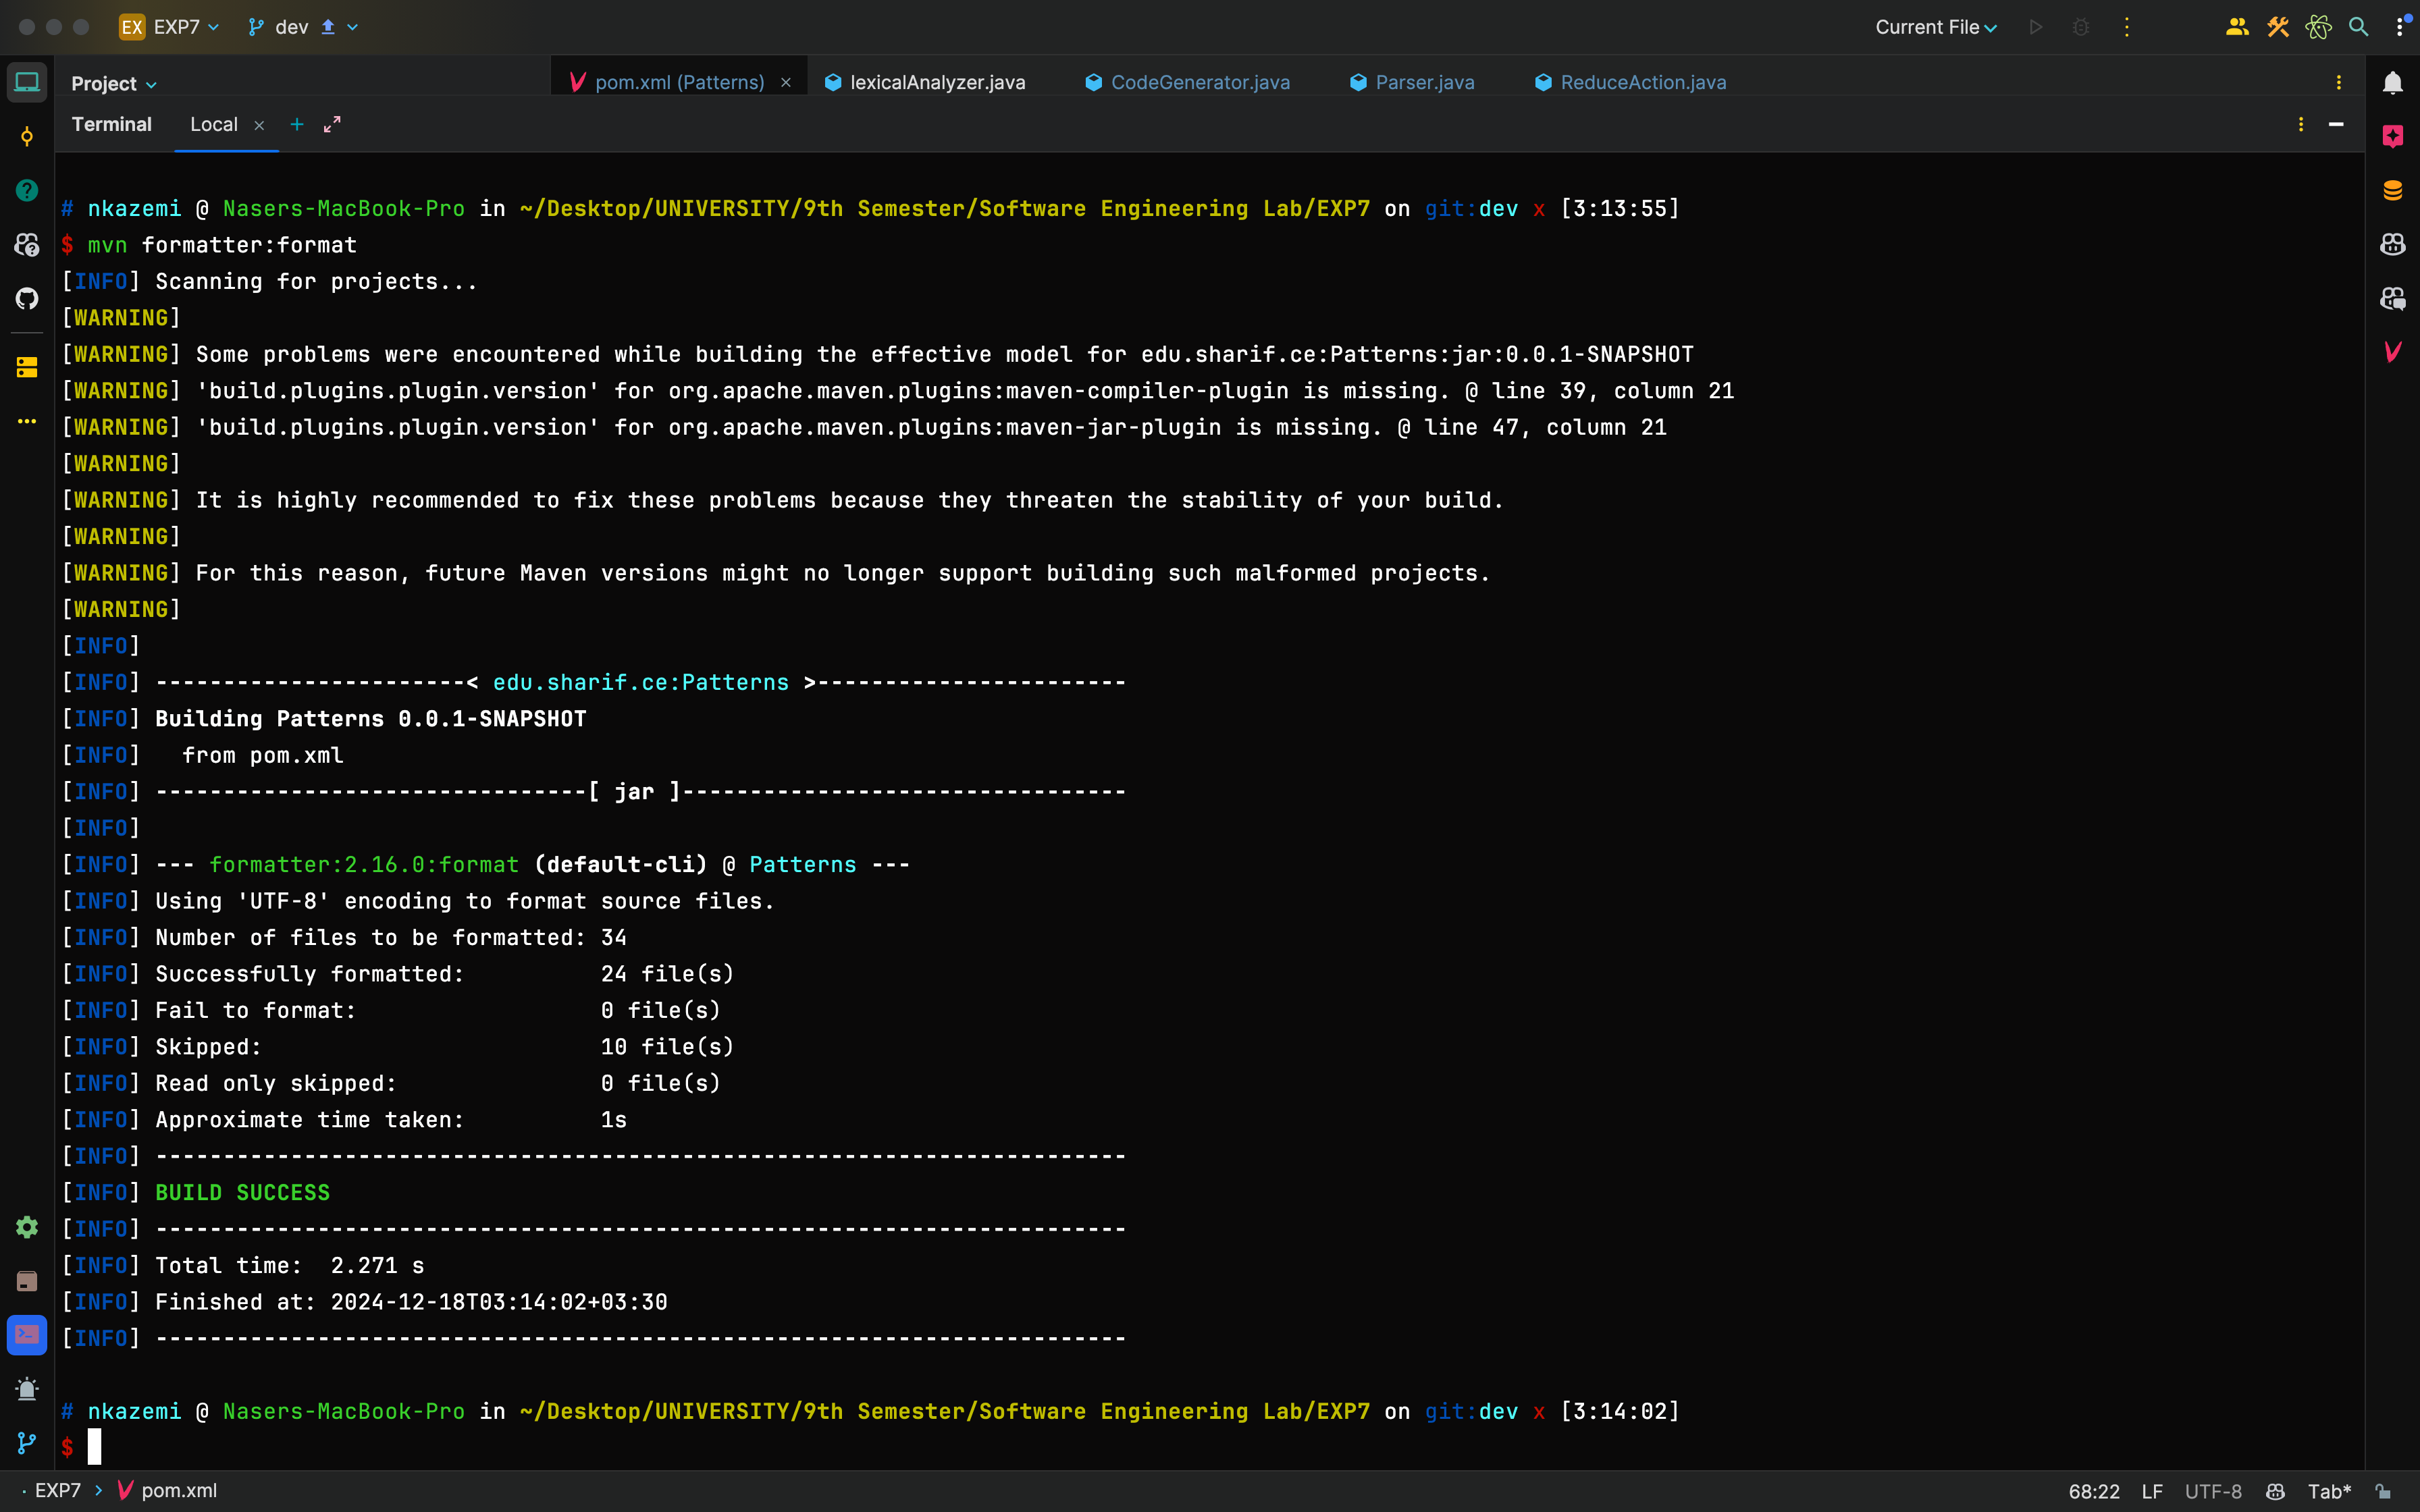 EX EXP7 dev Current File
Project pom.xml (Patterns) lexicalAnalyzer.java CodeGenerator.java Parser.java ReduceAction.java
Terminal Local
# nkazemi @ Nasers-MacBook-Pro in ~/Desktop/UNIVERSITY/9th Semester/Software Engineering Lab/EXP7 on git:dev x [3:13:55]
$ mvn formatter:format
[INFO] Scanning for projects...
[WARNING]
[WARNING] Some problems were encountered while building the effective model for edu.sharif.ce:Patterns:jar:0.0.1-SNAPSHOT
[WARNING] 'build.plugins.plugin.version' for org.apache.maven.plugins:maven-compiler-plugin is missing. @ line 39, column 21
[WARNING] 'build.plugins.plugin.version' for org.apache.maven.plugins:maven-jar-plugin is missing. @ line 47, column 21
[WARNING]
[WARNING] It is highly recommended to fix these problems because they threaten the stability of your build.
[WARNING]
[WARNING] For this reason, future Maven versions might no longer support building such malformed projects.
[WARNING]
[INFO]
[INFO] -----------------------< edu.sharif.ce:Patterns >-----------------------
[INFO] Building Patterns 0.0.1-SNAPSHOT
[INFO]   from pom.xml
[INFO] --------------------------------[ jar ]---------------------------------
[INFO]
[INFO] --- formatter:2.16.0:format (default-cli) @ Patterns ---
[INFO] Using 'UTF-8' encoding to format source files.
[INFO] Number of files to be formatted: 34
[INFO] Successfully formatted:          24 file(s)
[INFO] Fail to format:                  0 file(s)
[INFO] Skipped:                         10 file(s)
[INFO] Read only skipped:               0 file(s)
[INFO] Approximate time taken:          1s
[INFO] ------------------------------------------------------------------------
[INFO] BUILD SUCCESS
[INFO] ------------------------------------------------------------------------
[INFO] Total time:  2.271 s
[INFO] Finished at: 2024-12-18T03:14:02+03:30
[INFO] ------------------------------------------------------------------------
# nkazemi @ Nasers-MacBook-Pro in ~/Desktop/UNIVERSITY/9th Semester/Software Engineering Lab/EXP7 on git:dev x [3:14:02]
$
EXP7 > pom.xml 68:22 LF UTF-8 Tab*